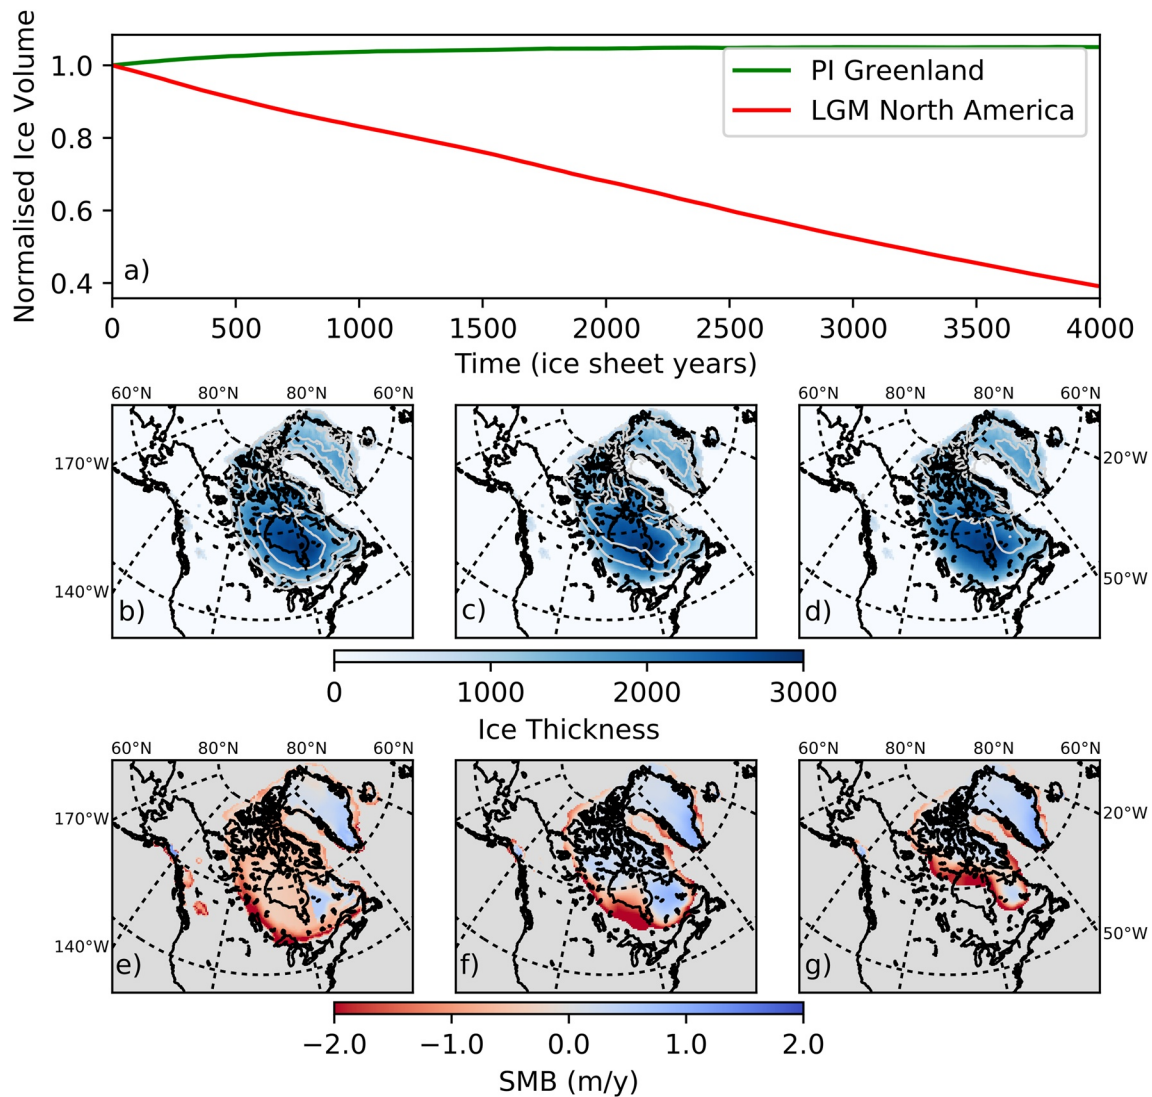 Normalised Ice Volume
1.0
0.8
0.6
0.4
PI Greenland
LGM North America
a)
0 500 1000 1500 2000 2500 3000 3500 4000
Time (ice sheet years)
60°N 80°N 80°N 60°N 80°N 80°N 60°N
170°W 20°W
140°W 50°W
b) c) d)
0 1000 2000 3000
Ice Thickness
60°N 80°N 80°N 60°N 80°N 80°N 60°N
170°W 20°W
140°W 50°W
e) f) g)
−2.0 −1.0 0.0 1.0 2.0
SMB (m/y)